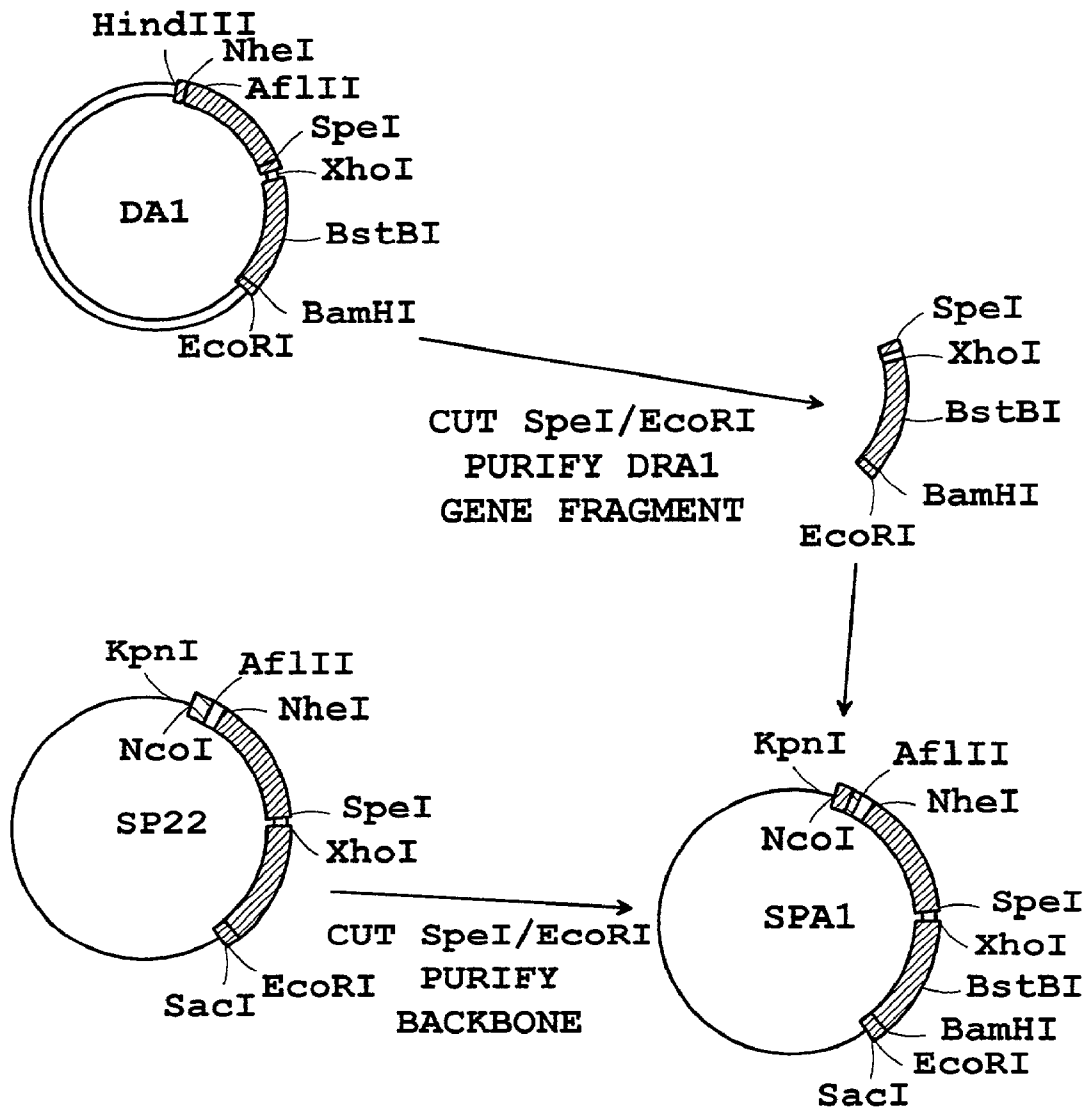 HindIII
NheI
AflII
SpeI
XhoI
DA1
BstBI
BamHI
EcoRI
CUT SpeI/EcoRI
PURIFY DRA1
GENE FRAGMENT
SpeI
XhoI
BstBI
BamHI
EcoRI
KpnI
AflII
NheI
NcoI
SP22
SpeI
XhoI
EcoRI
SacI
CUT SpeI/EcoRI
PURIFY
BACKBONE
KpnI
AflII
NheI
NcoI
SPA1
SpeI
XhoI
BstBI
BamHI
EcoRI
SacI